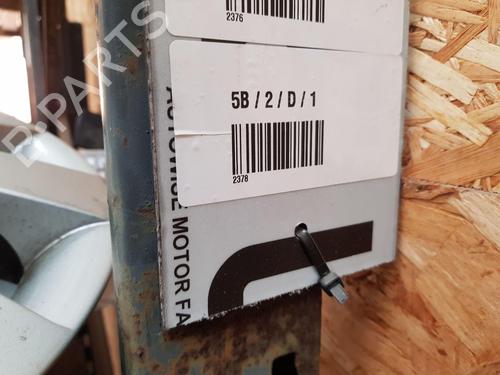 2376
5B / 2 / D / 1
2378
MOTOR FA
B-PARTS